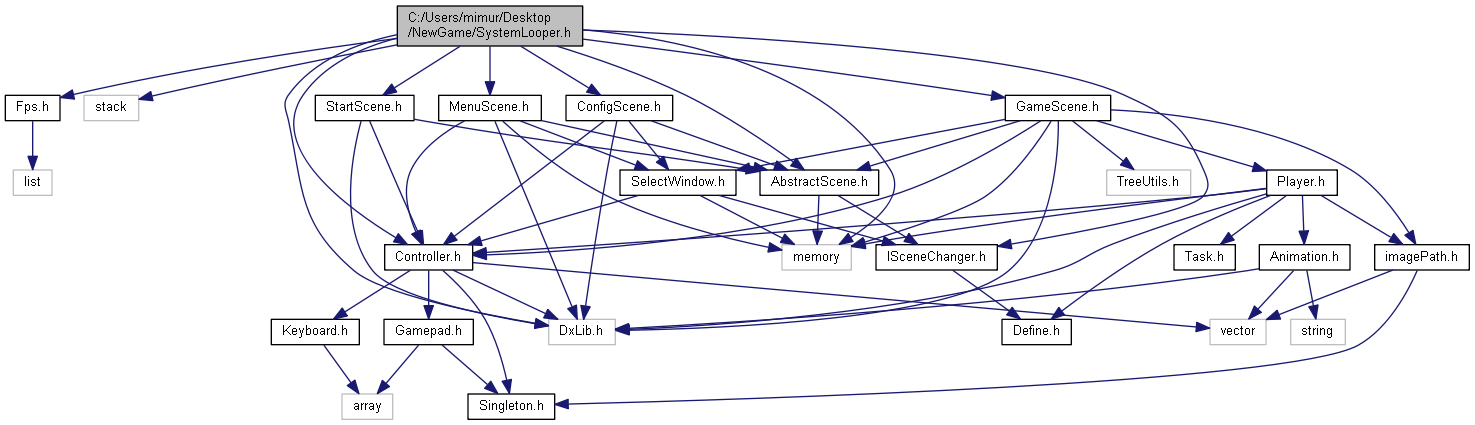 C:/Users/mimur/Desktop
/NewGame/SystemLooper.h
Fps.h
stack
StartScene.h
MenuScene.h
ConfigScene.h
GameScene.h
list
SelectWindow.h
AbstractScene.h
TreeUtils.h
Player.h
Controller.h
memory
ISceneChanger.h
Task.h
Animation.h
imagePath.h
Keyboard.h
Gamepad.h
DxLib.h
Define.h
vector
string
array
Singleton.h